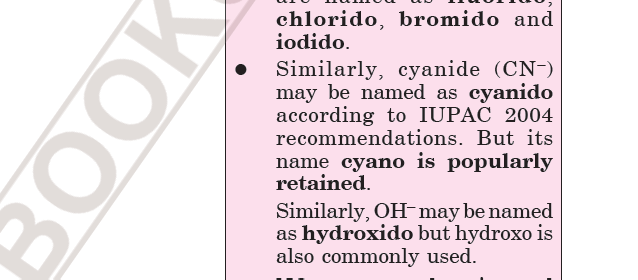 are named as fluorido,
chlorido, bromido and
iodido.
● Similarly, cyanide (CN⁻)
may be named as cyanido
according to IUPAC 2004
recommendations. But its
name cyano is popularly
retained.
Similarly, OH⁻ may be named
as hydroxido but hydroxo is
also commonly used.
BOOK